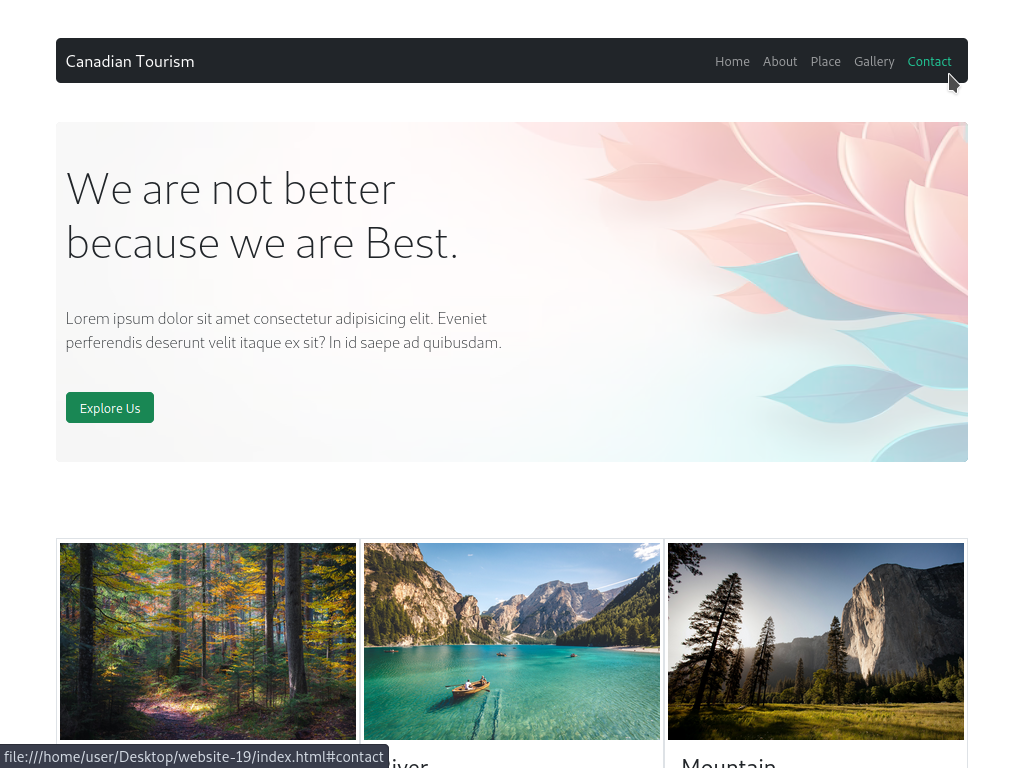 Canadian Tourism
Home About Place Gallery Contact
We are not better
because we are Best.
Lorem ipsum dolor sit amet consectetur adipisicing elit. Eveniet
perferendis deserunt velit itaque ex sit? In id saepe ad quibusdam.
Explore Us
Mountain
file:///home/user/Desktop/website-19/index.html#contact